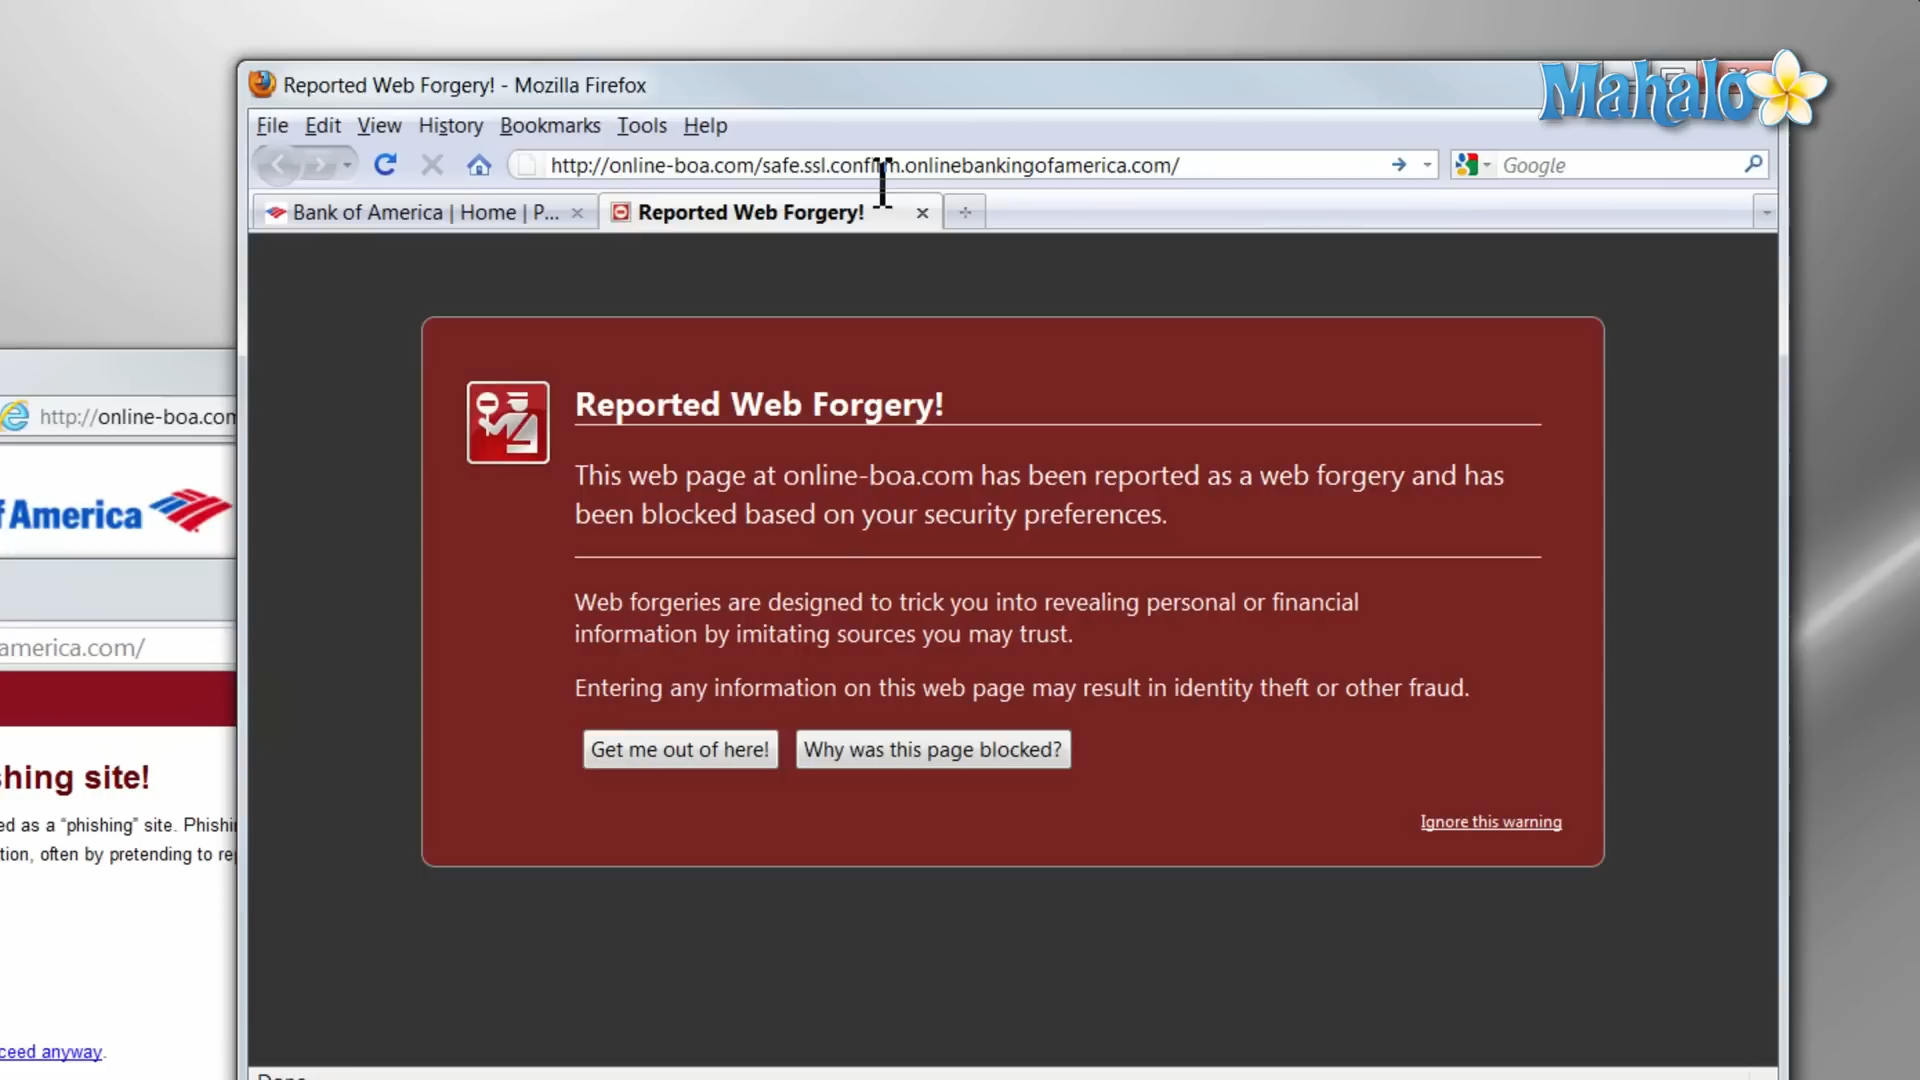 Mahalo
Reported Web Forgery! - Mozilla Firefox
File Edit View History Bookmarks Tools Help
http://online-boa.com/safe.ssl.confirm.onlinebankingofamerica.com/
Google
Bank of America | Home | P...
Reported Web Forgery!
http://online-boa.com
f America
america.com/
shing site!
ed as a “phishing” site. Phishi
tion, often by pretending to re
ceed anyway.
Reported Web Forgery!
This web page at online-boa.com has been reported as a web forgery and has
been blocked based on your security preferences.
Web forgeries are designed to trick you into revealing personal or financial
information by imitating sources you may trust.
Entering any information on this web page may result in identity theft or other fraud.
Get me out of here! Why was this page blocked?
Ignore this warning